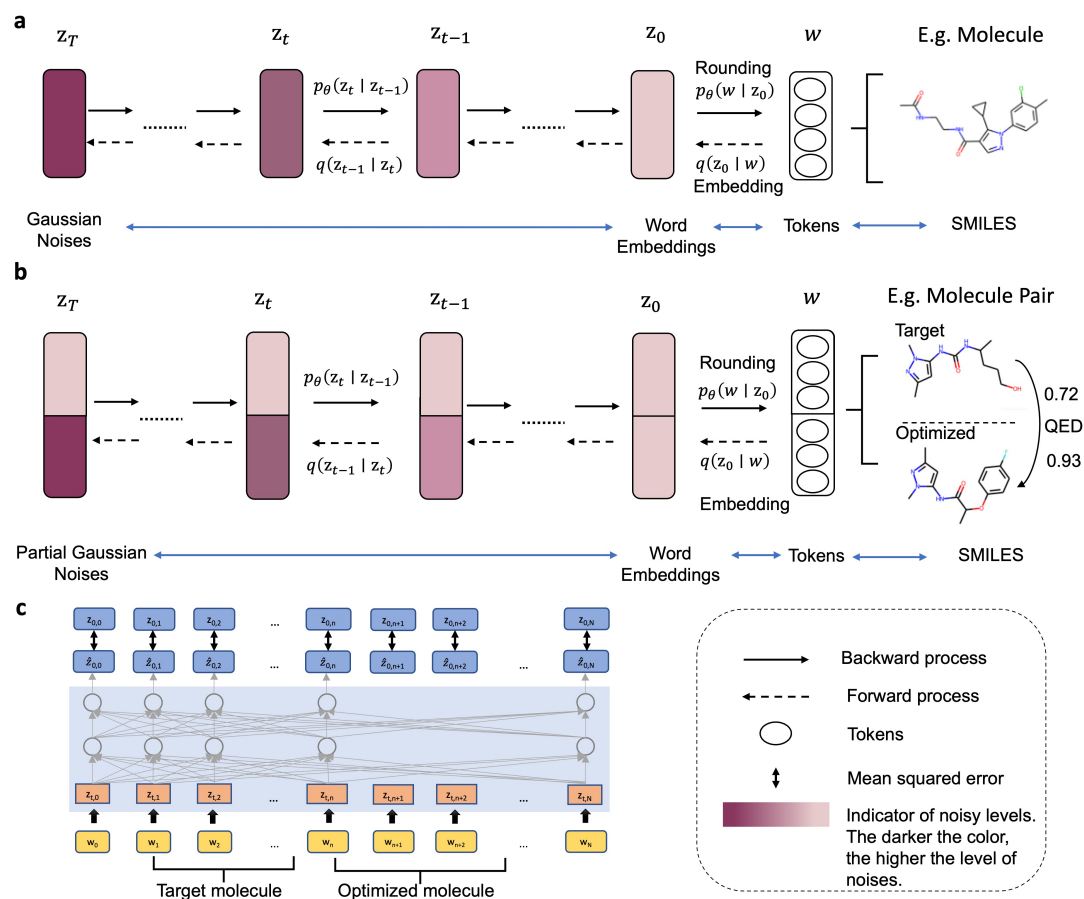 a
z_T z_t z_{t−1} z_0 w E.g. Molecule
Rounding
p_θ(z_t | z_{t−1}) p_θ(w | z_0)
........ ........
q(z_{t−1} | z_t) q(z_0 | w)
Embedding
Cl O NH NH O N N
Gaussian
Noises
Word
Embeddings
Tokens
SMILES
b
z_T z_t z_{t−1} z_0 w E.g. Molecule Pair
Target
Rounding
p_θ(z_t | z_{t−1}) p_θ(w | z_0)
........ ........
q(z_{t−1} | z_t) q(z_0 | w)
Embedding
N N NH O NH OH
0.72
QED
0.93
Optimized
N N NH O O F
Partial Gaussian
Noises
Word
Embeddings
Tokens
SMILES
c
z_{0,0} z_{0,1} z_{0,2} ... z_{0,n} z_{0,n+1} z_{0,n+2} z_{0,N}
ẑ_{0,0} ẑ_{0,1} ẑ_{0,2} ... ẑ_{0,n} ẑ_{0,n+1} ẑ_{0,n+2} ... ẑ_{0,N}
z_{t,0} z_{t,1} z_{t,2} ... z_{t,n} z_{t,n+1} z_{t,n+2} ... z_{t,N}
w_0 w_1 w_2 ... w_n w_{n+1} w_{n+2} ... w_N
Target molecule Optimized molecule
Backward process
Forward process
Tokens
Mean squared error
Indicator of noisy levels.
The darker the color,
the higher the level of
noises.